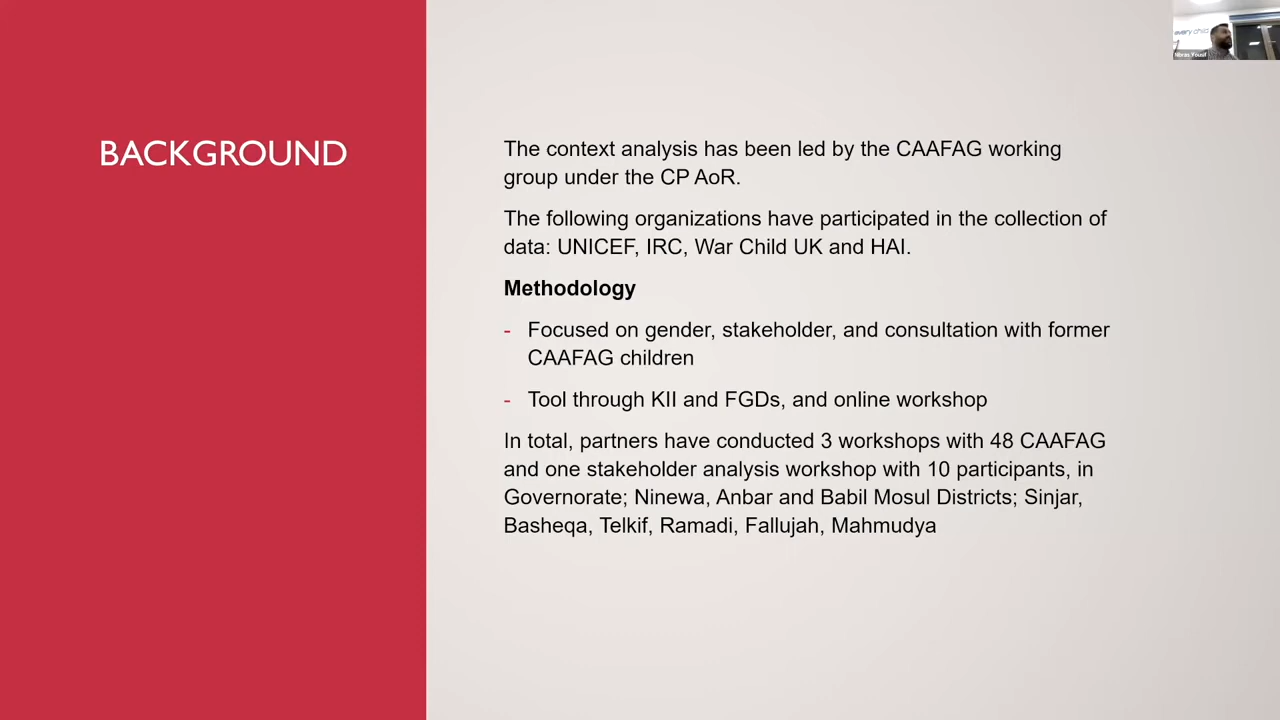 every chil
Nibras Yousif
BACKGROUND
The context analysis has been led by the CAAFAG working
group under the CP AoR.
The following organizations have participated in the collection of
data: UNICEF, IRC, War Child UK and HAI.
Methodology
- Focused on gender, stakeholder, and consultation with former
CAAFAG children
- Tool through KII and FGDs, and online workshop
In total, partners have conducted 3 workshops with 48 CAAFAG
and one stakeholder analysis workshop with 10 participants, in
Governorate; Ninewa, Anbar and Babil Mosul Districts; Sinjar,
Basheqa, Telkif, Ramadi, Fallujah, Mahmudya